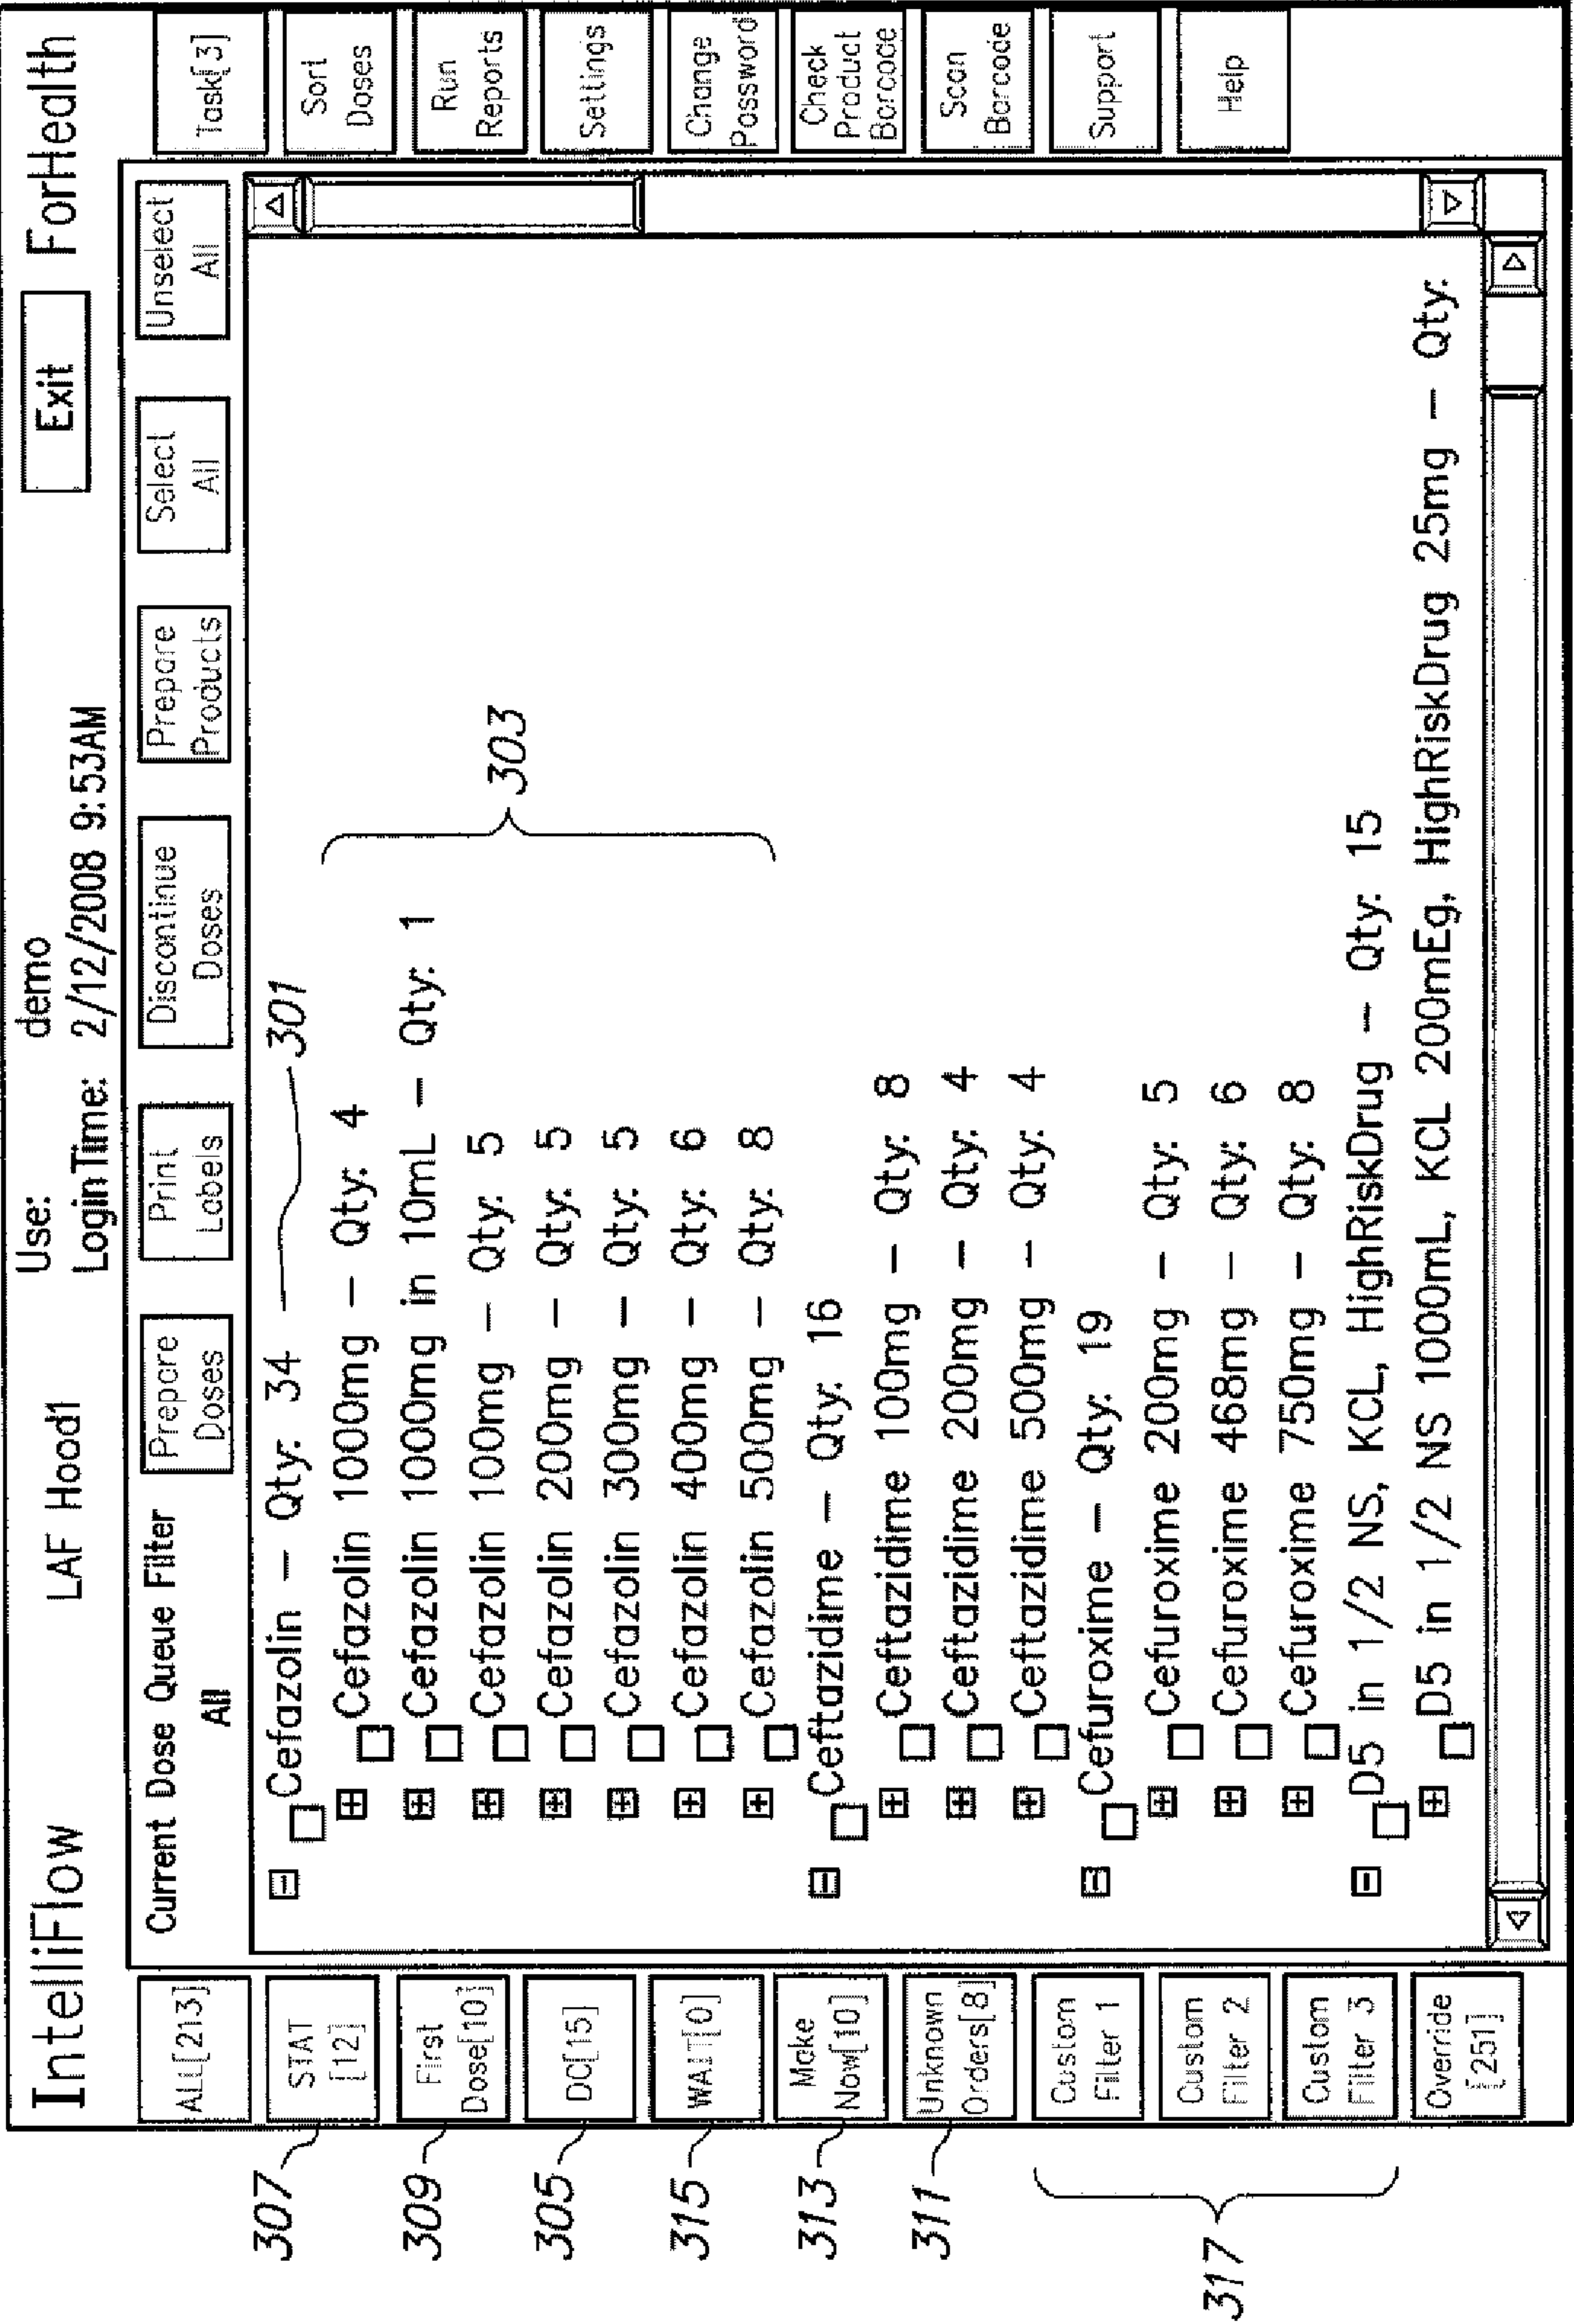 IntelliFlow
LAF Hood1
Use: demo
LoginTime: 2/12/2008 9:53AM
Exit
ForHealth
Current Dose Queue Filter
All
Prepare
Doses
Print
Labels
Discontinue
Doses
Prepare
Products
Select
All
Unselect
All
307
309
305
315
313
311
317
ALL[213]
STAT
[12]
First
Dose[10]
DC[15]
WAIT[0]
Make
Now[10]
Unknown
Orders[8]
Custom
Filter 1
Custom
Filter 2
Custom
Filter 3
Override
[251]
Cefazolin – Qty: 34
301
Cefazolin 1000mg – Qty: 4
Cefazolin 1000mg in 10mL – Qty: 1
Cefazolin 100mg – Qty: 5
Cefazolin 200mg – Qty: 5
Cefazolin 300mg – Qty: 5
Cefazolin 400mg – Qty: 6
Cefazolin 500mg – Qty: 8
303
Ceftazidime – Qty: 16
Ceftazidime 100mg – Qty: 8
Ceftazidime 200mg – Qty: 4
Ceftazidime 500mg – Qty: 4
Cefuroxime – Qty: 19
Cefuroxime 200mg – Qty: 5
Cefuroxime 468mg – Qty: 6
Cefuroxime 750mg – Qty: 8
D5 in 1/2 NS, KCL, HighRiskDrug – Qty: 15
D5 in 1/2 NS 1000mL, KCL 200mEg, HighRiskDrug 25mg – Qty:
Task[3]
Sort
Doses
Run
Reports
Settings
Change
Password
Check
Product
Barcode
Scan
Barcode
Support
Help